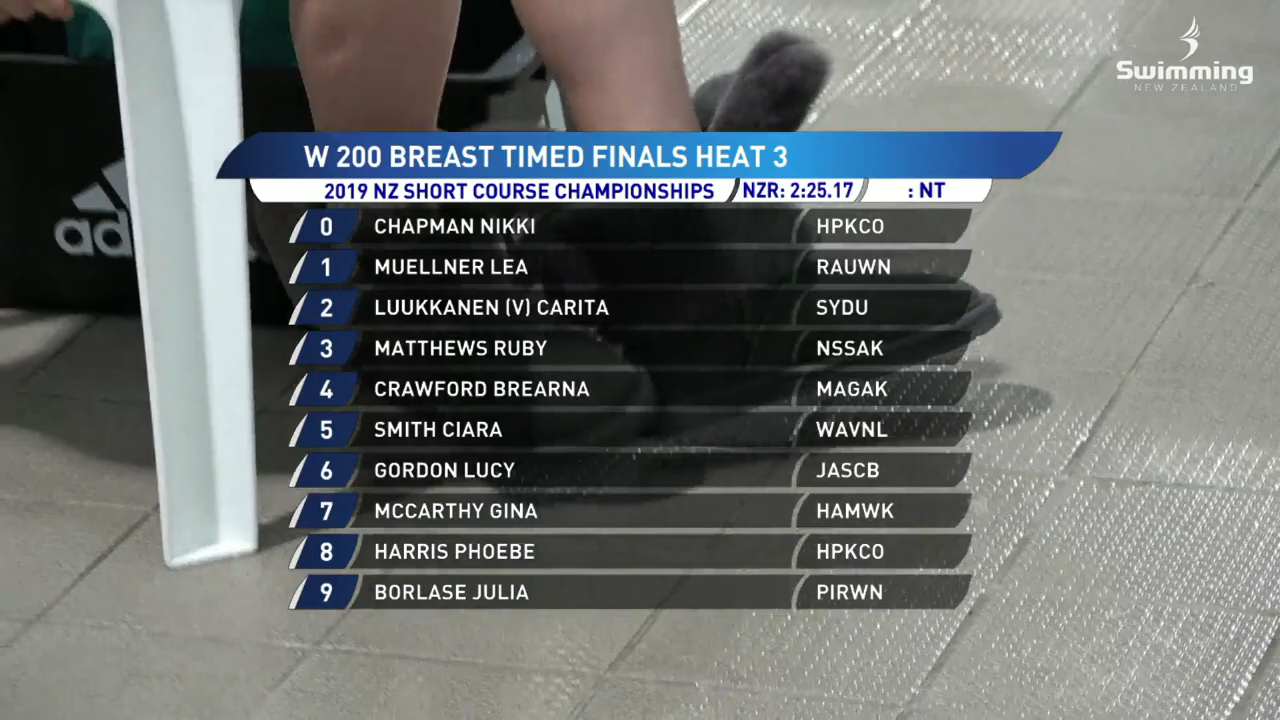 Swimming
NEW ZEALAND
W 200 BREAST TIMED FINALS HEAT 3
2019 NZ SHORT COURSE CHAMPIONSHIPS NZR: 2:25.17 : NT
0 CHAPMAN NIKKI HPKCO
1 MUELLNER LEA RAUWN
2 LUUKKANEN (V) CARITA SYDU
3 MATTHEWS RUBY NSSAK
4 CRAWFORD BREARNA MAGAK
5 SMITH CIARA WAVNL
6 GORDON LUCY JASCB
7 MCCARTHY GINA HAMWK
8 HARRIS PHOEBE HPKCO
9 BORLASE JULIA PIRWN